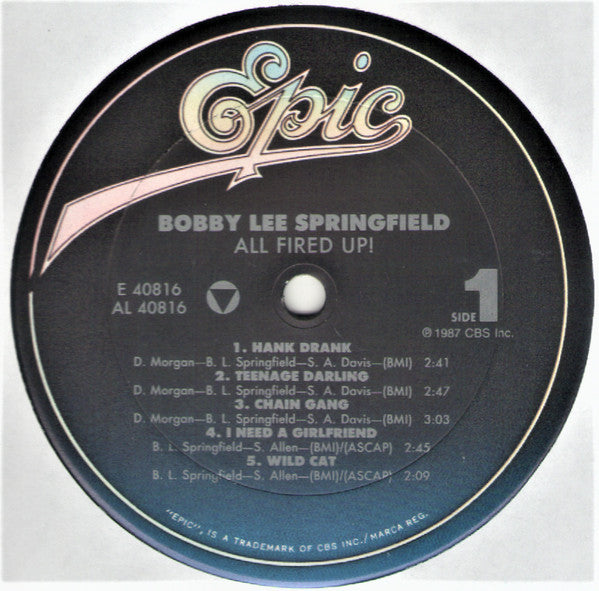 Epic
BOBBY LEE SPRINGFIELD
ALL FIRED UP!
E 40816
AL 40816
SIDE 1
℗ 1987 CBS Inc.
1. HANK DRANK
D. Morgan—B. L. Springfield—S. A. Davis—(BMI) 2:41
2. TEENAGE DARLING
D. Morgan—B. L. Springfield—S. A. Davis—(BMI) 2:47
3. CHAIN GANG
D. Morgan—B. L. Springfield—S. A. Davis—(BMI) 3:03
4. I NEED A GIRLFRIEND
B. L. Springfield—S. Allen—(BMI)/(ASCAP) 2:45
5. WILD CAT
B. L. Springfield—S. Allen—(BMI)/(ASCAP) 2:09
"EPIC", IS A TRADEMARK OF CBS INC./MARCA REG.